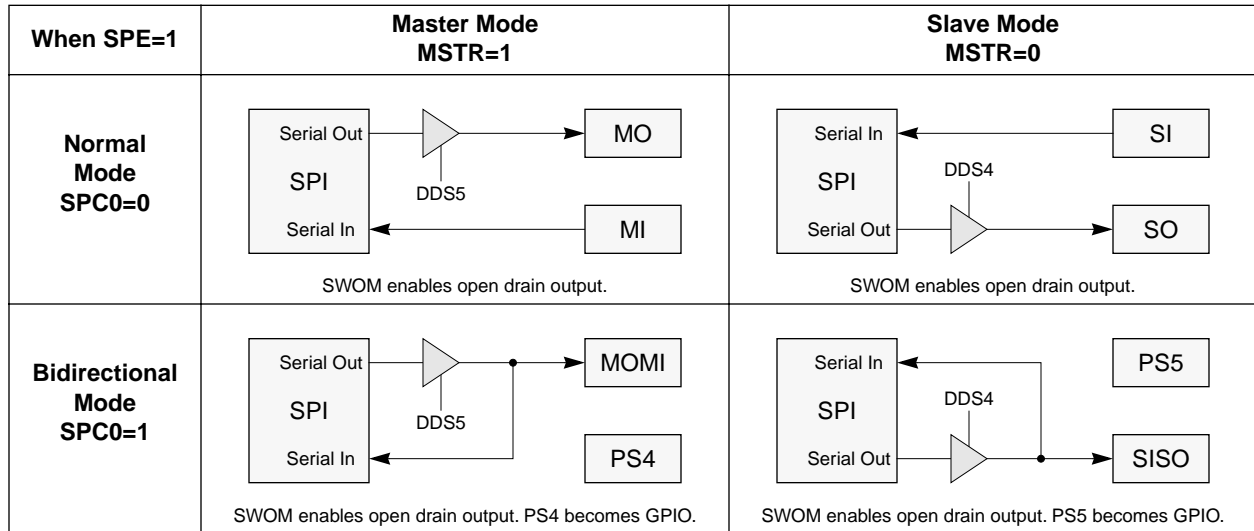 When SPE=1
Master Mode
MSTR=1
Slave Mode
MSTR=0
Normal
Mode
SPC0=0
Serial Out
SPI
Serial In
DDS5
MO
MI
SWOM enables open drain output.
Serial In
SPI
Serial Out
DDS4
SI
SO
SWOM enables open drain output.
Bidirectional
Mode
SPC0=1
Serial Out
SPI
Serial In
DDS5
MOMI
PS4
SWOM enables open drain output. PS4 becomes GPIO.
Serial In
SPI
Serial Out
DDS4
PS5
SISO
SWOM enables open drain output. PS5 becomes GPIO.